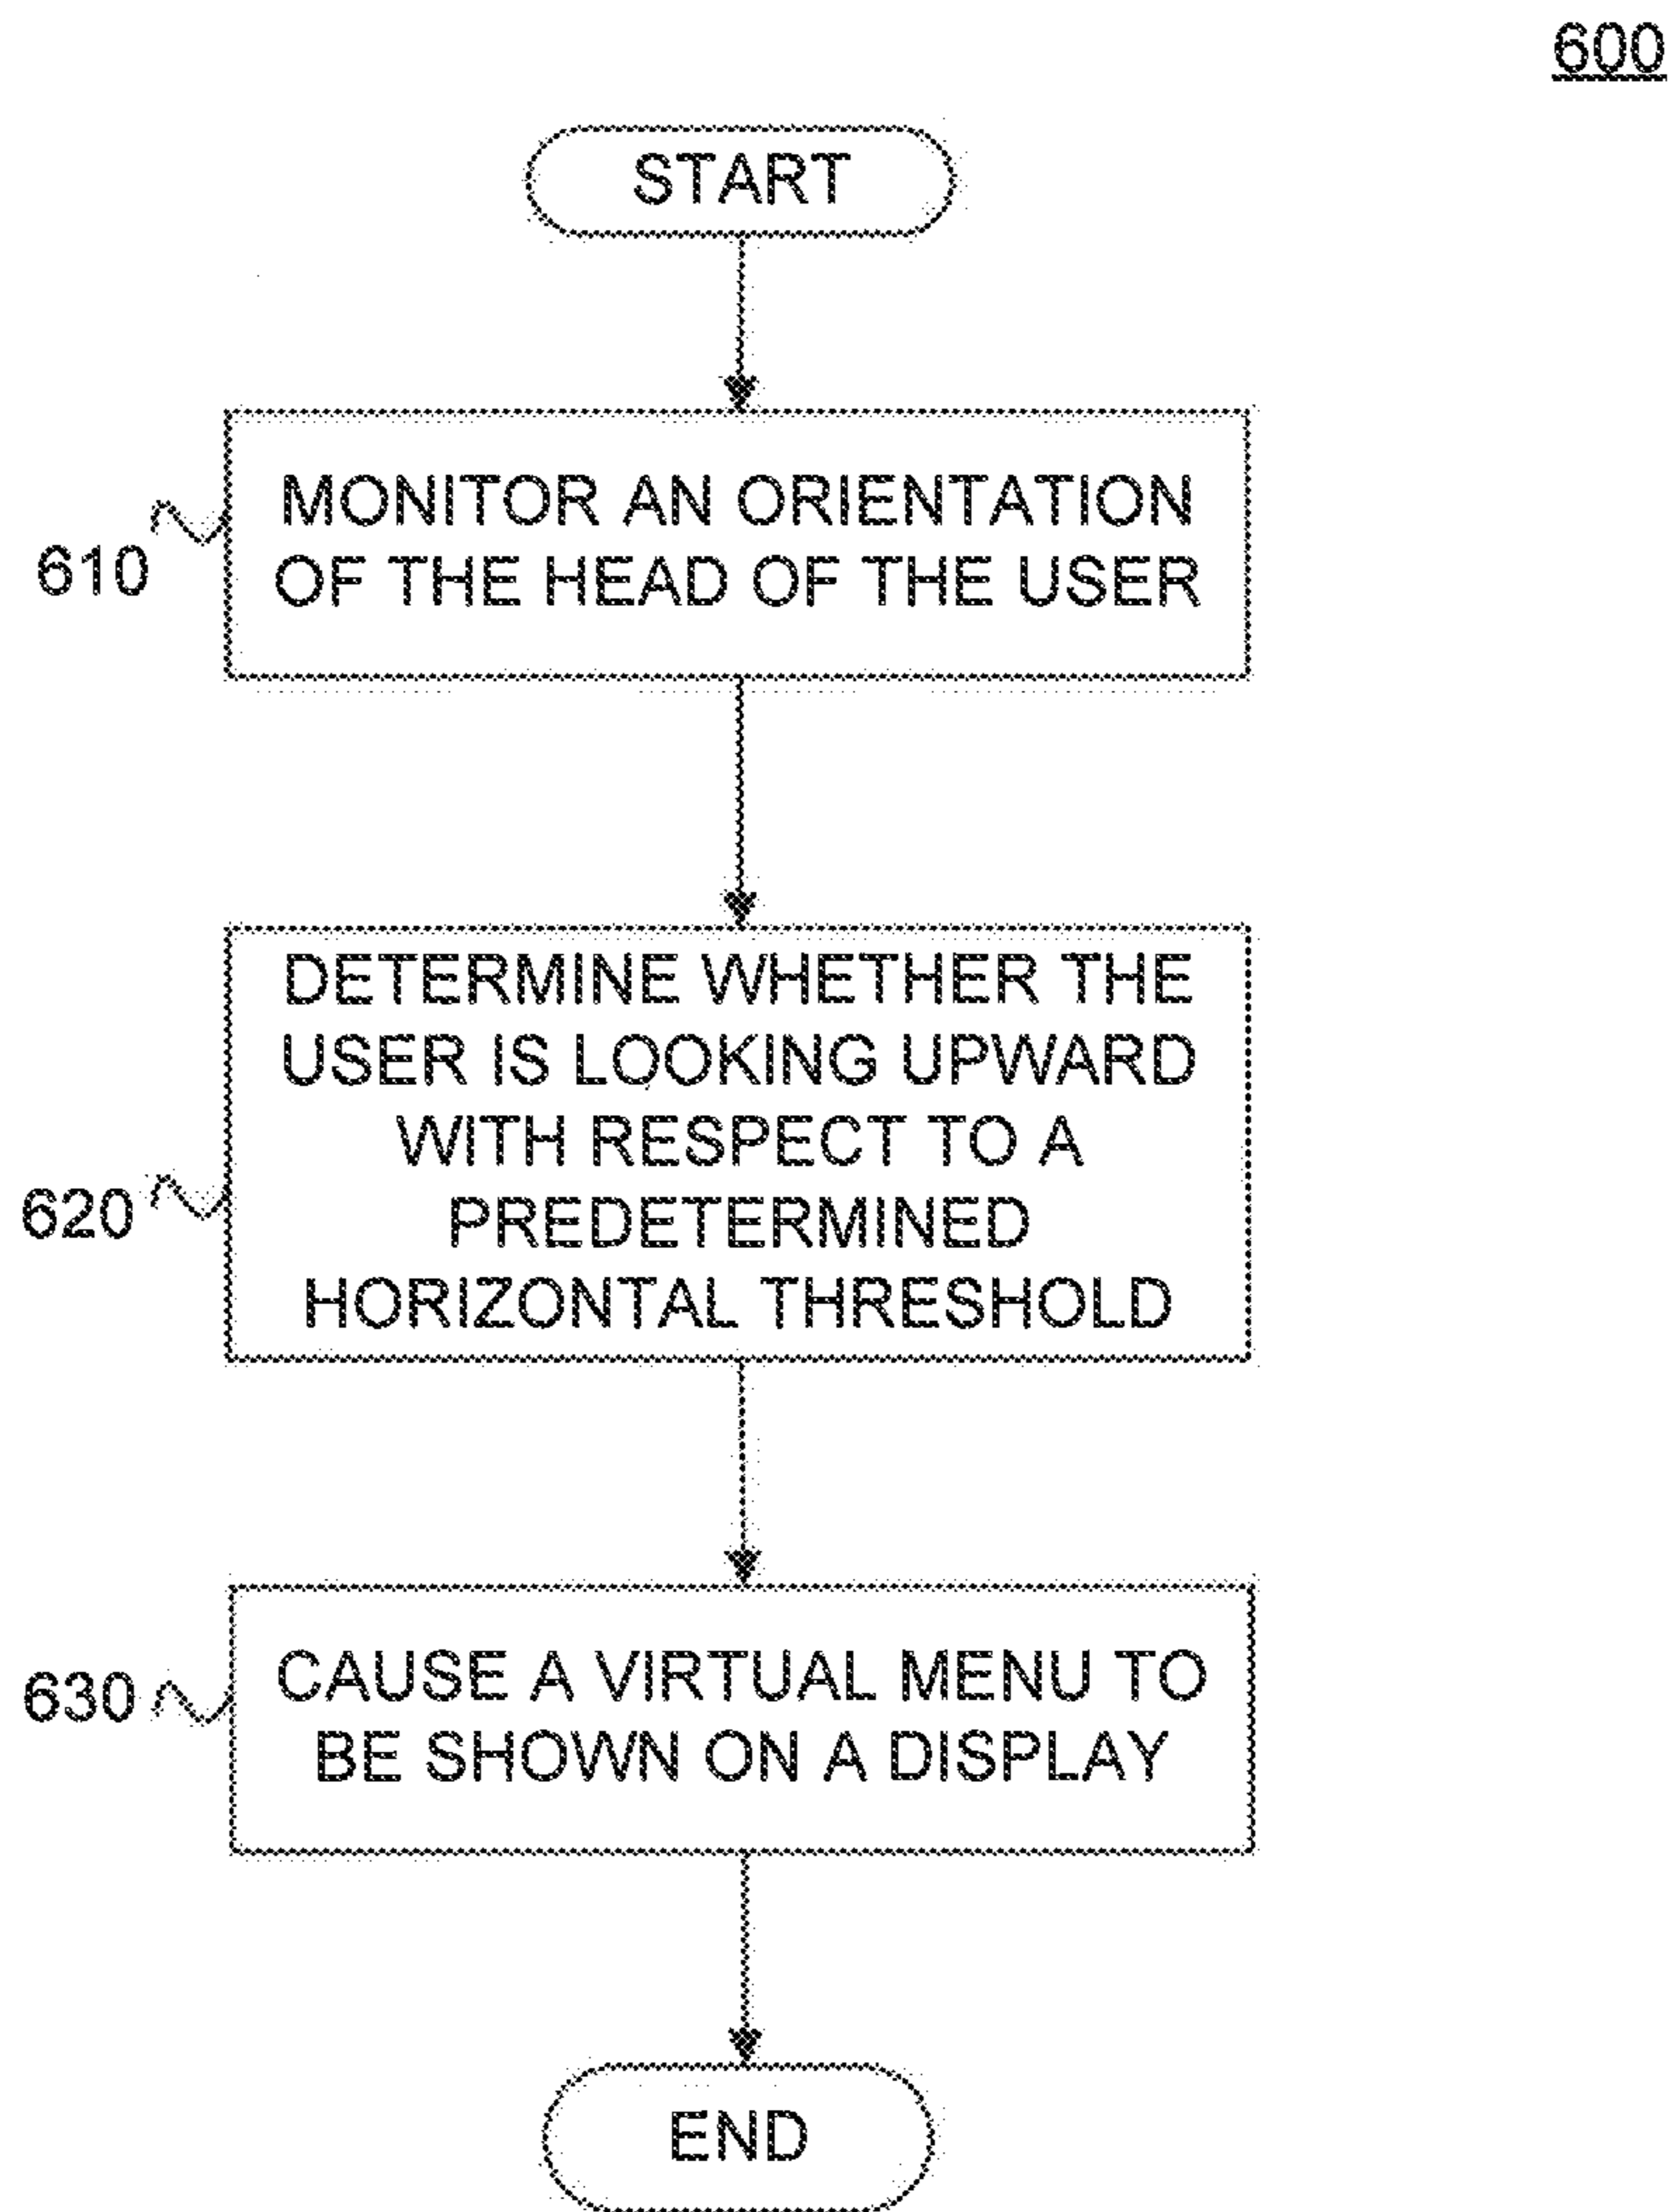 600
START
610
MONITOR AN ORIENTATION
OF THE HEAD OF THE USER
620
DETERMINE WHETHER THE
USER IS LOOKING UPWARD
WITH RESPECT TO A
PREDETERMINED
HORIZONTAL THRESHOLD
630
CAUSE A VIRTUAL MENU TO
BE SHOWN ON A DISPLAY
END